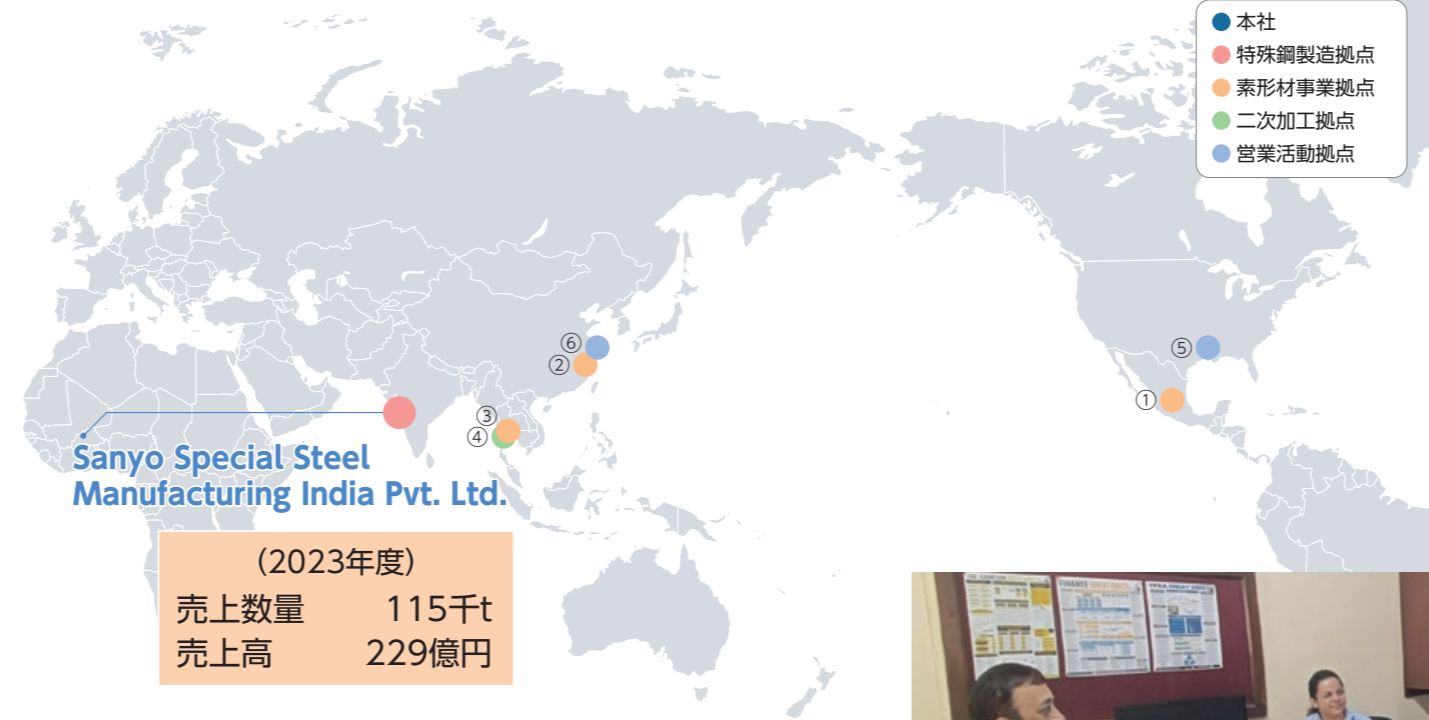 本社
特殊鋼製造拠点
素形材事業拠点
二次加工拠点
営業活動拠点
⑥
②
⑤
①
③
④
Sanyo Special Steel
Manufacturing India Pvt. Ltd.
（2023年度）
売上数量 115千t
売上高 229億円
FINANCE CHEAT SHEET